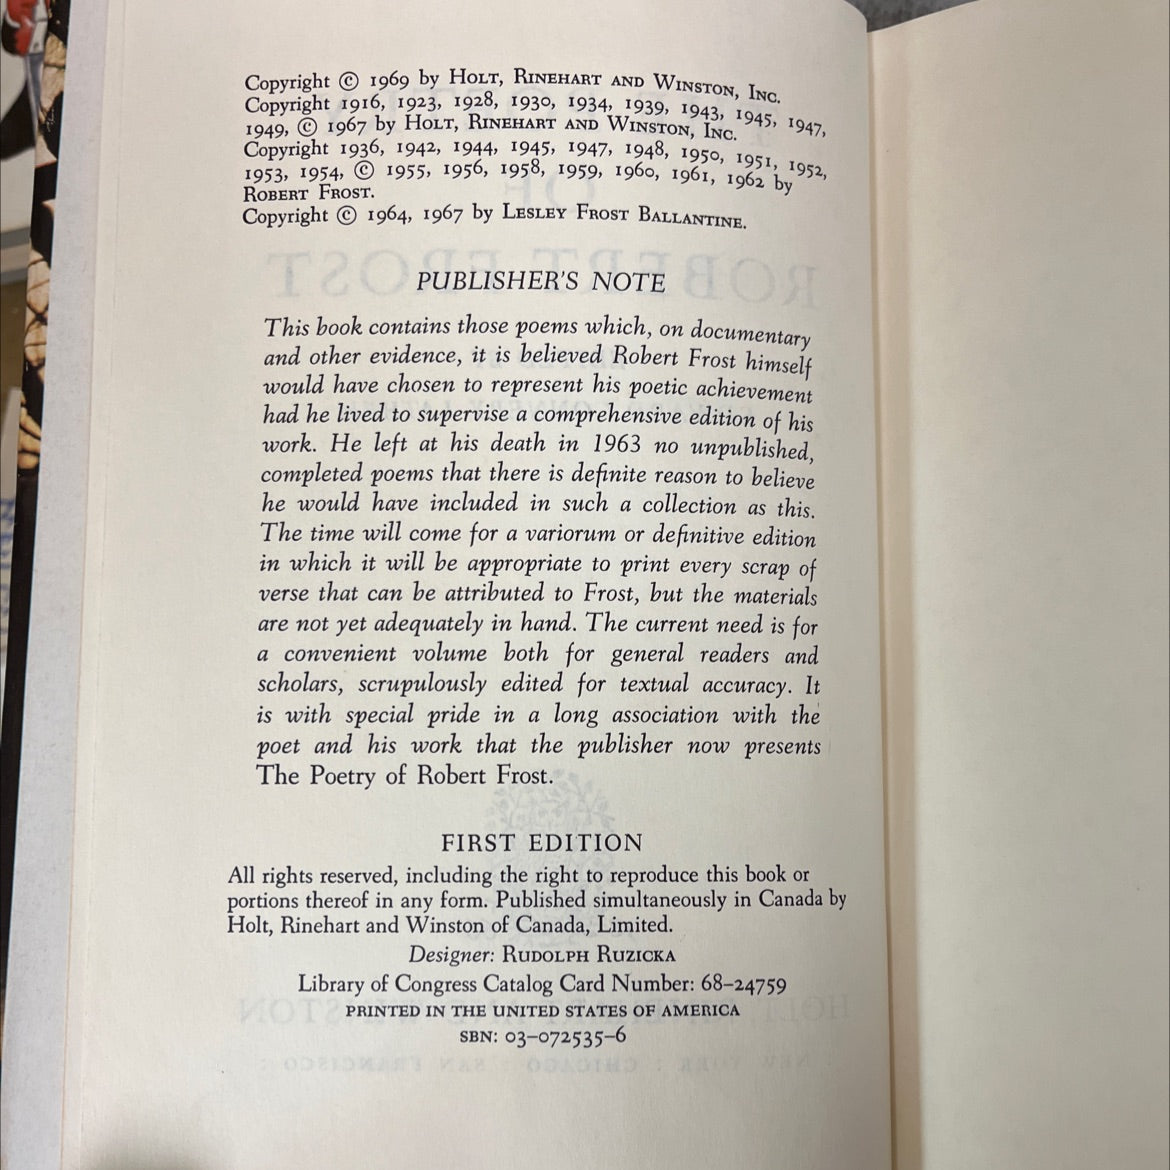 Copyright © 1969 by Holt, Rinehart and Winston, Inc.
Copyright 1916, 1923, 1928, 1930, 1934, 1939, 1943, 1945, 1947,
1949, © 1967 by Holt, Rinehart and Winston, Inc.
Copyright 1936, 1942, 1944, 1945, 1947, 1948, 1950, 1951, 1952,
1953, 1954, © 1955, 1956, 1958, 1959, 1960, 1961, 1962 by
Robert Frost.
Copyright © 1964, 1967 by Lesley Frost Ballantine.
PUBLISHER'S NOTE
This book contains those poems which, on documentary
and other evidence, it is believed Robert Frost himself
would have chosen to represent his poetic achievement
had he lived to supervise a comprehensive edition of his
work. He left at his death in 1963 no unpublished,
completed poems that there is definite reason to believe
he would have included in such a collection as this.
The time will come for a variorum or definitive edition
in which it will be appropriate to print every scrap of
verse that can be attributed to Frost, but the materials
are not yet adequately in hand. The current need is for
a convenient volume both for general readers and
scholars, scrupulously edited for textual accuracy. It
is with special pride in a long association with the
poet and his work that the publisher now presents
The Poetry of Robert Frost.
FIRST EDITION
All rights reserved, including the right to reproduce this book or
portions thereof in any form. Published simultaneously in Canada by
Holt, Rinehart and Winston of Canada, Limited.
Designer: Rudolph Ruzicka
Library of Congress Catalog Card Number: 68–24759
PRINTED IN THE UNITED STATES OF AMERICA
SBN: 03–072535–6